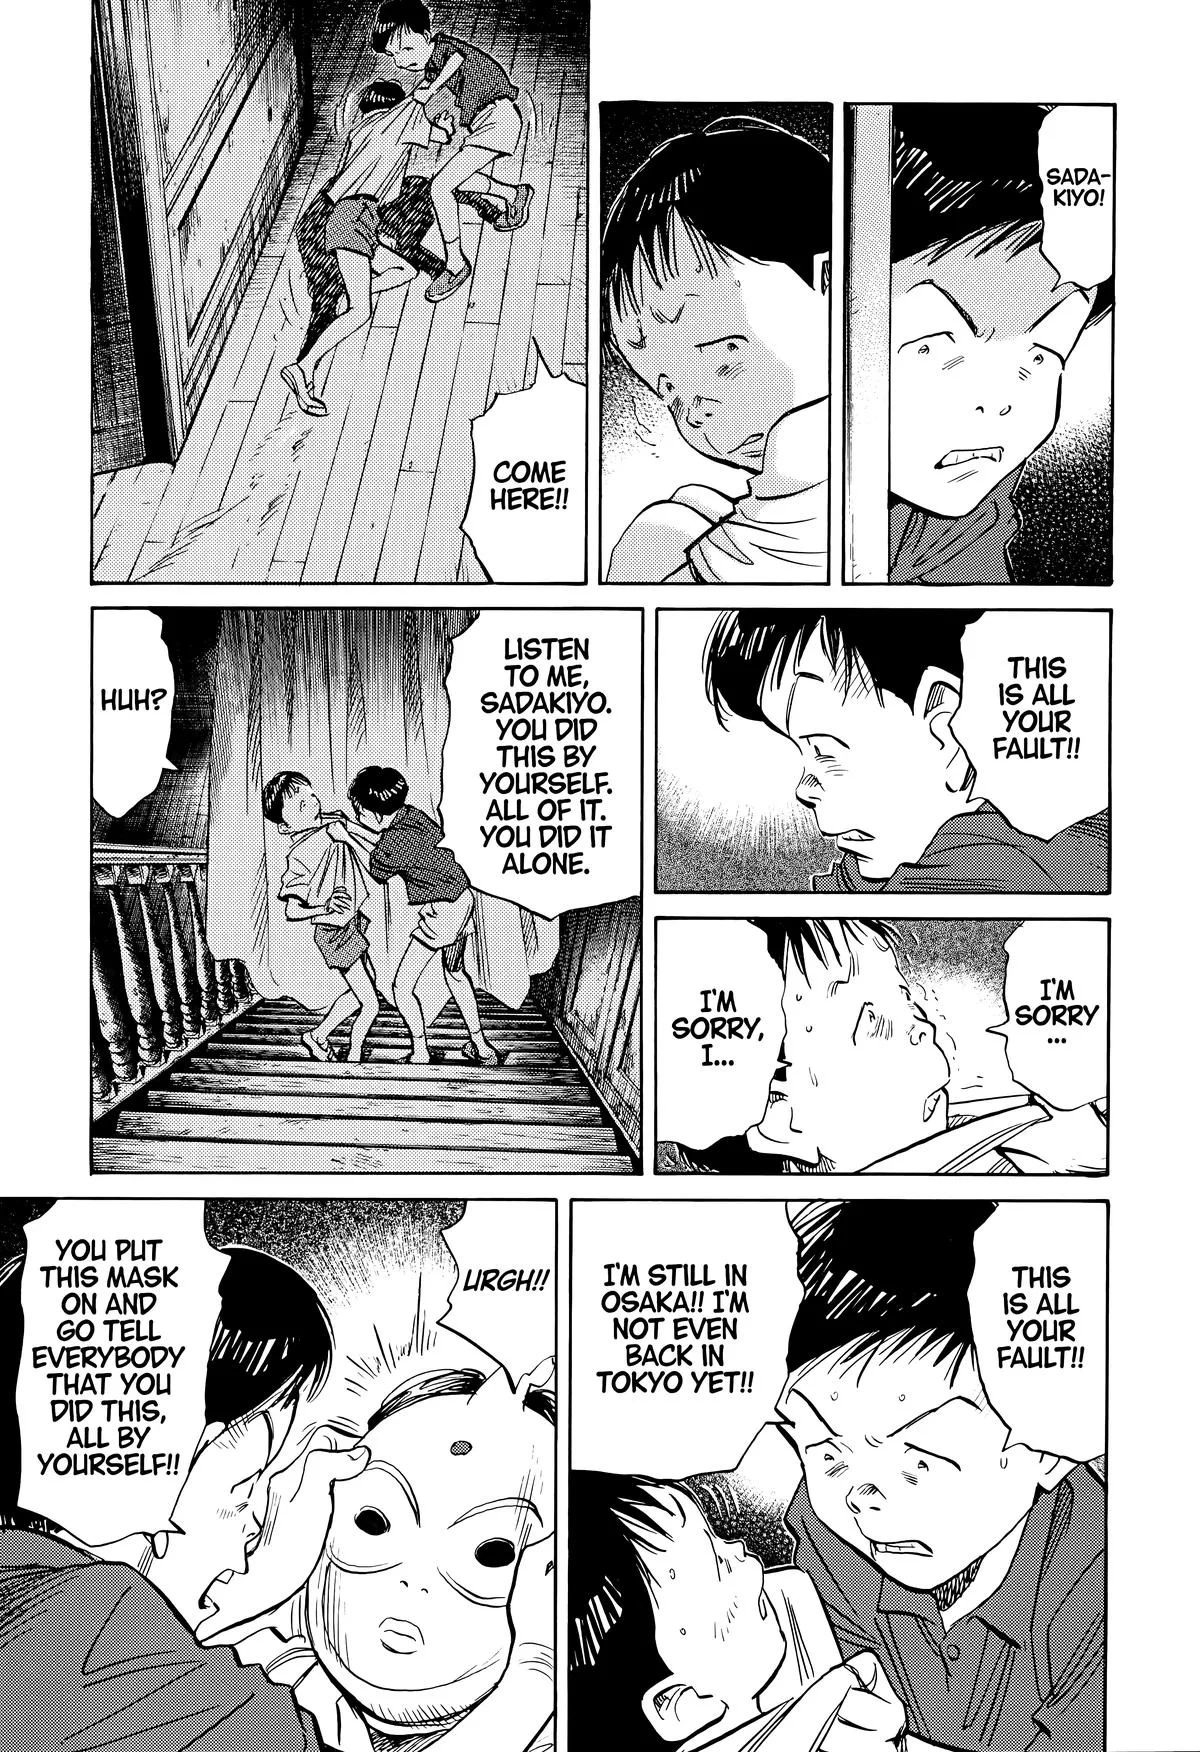 SADA-
KIYO!
COME
HERE!!
THIS
IS ALL
YOUR
FAULT!!
I'M
SORRY
...
I'M
SORRY,
I...
LISTEN
TO ME,
SADAKIYO.
YOU DID
THIS BY
YOURSELF.
ALL OF IT.
YOU DID IT
ALONE.
HUH?
THIS
IS ALL
YOUR
FAULT!!
I'M STILL IN
OSAKA!! I'M
NOT EVEN
BACK IN
TOKYO YET!!
URGH!!
YOU PUT
THIS MASK
ON AND
GO TELL
EVERYBODY
THAT YOU
DID THIS,
ALL BY
YOURSELF!!